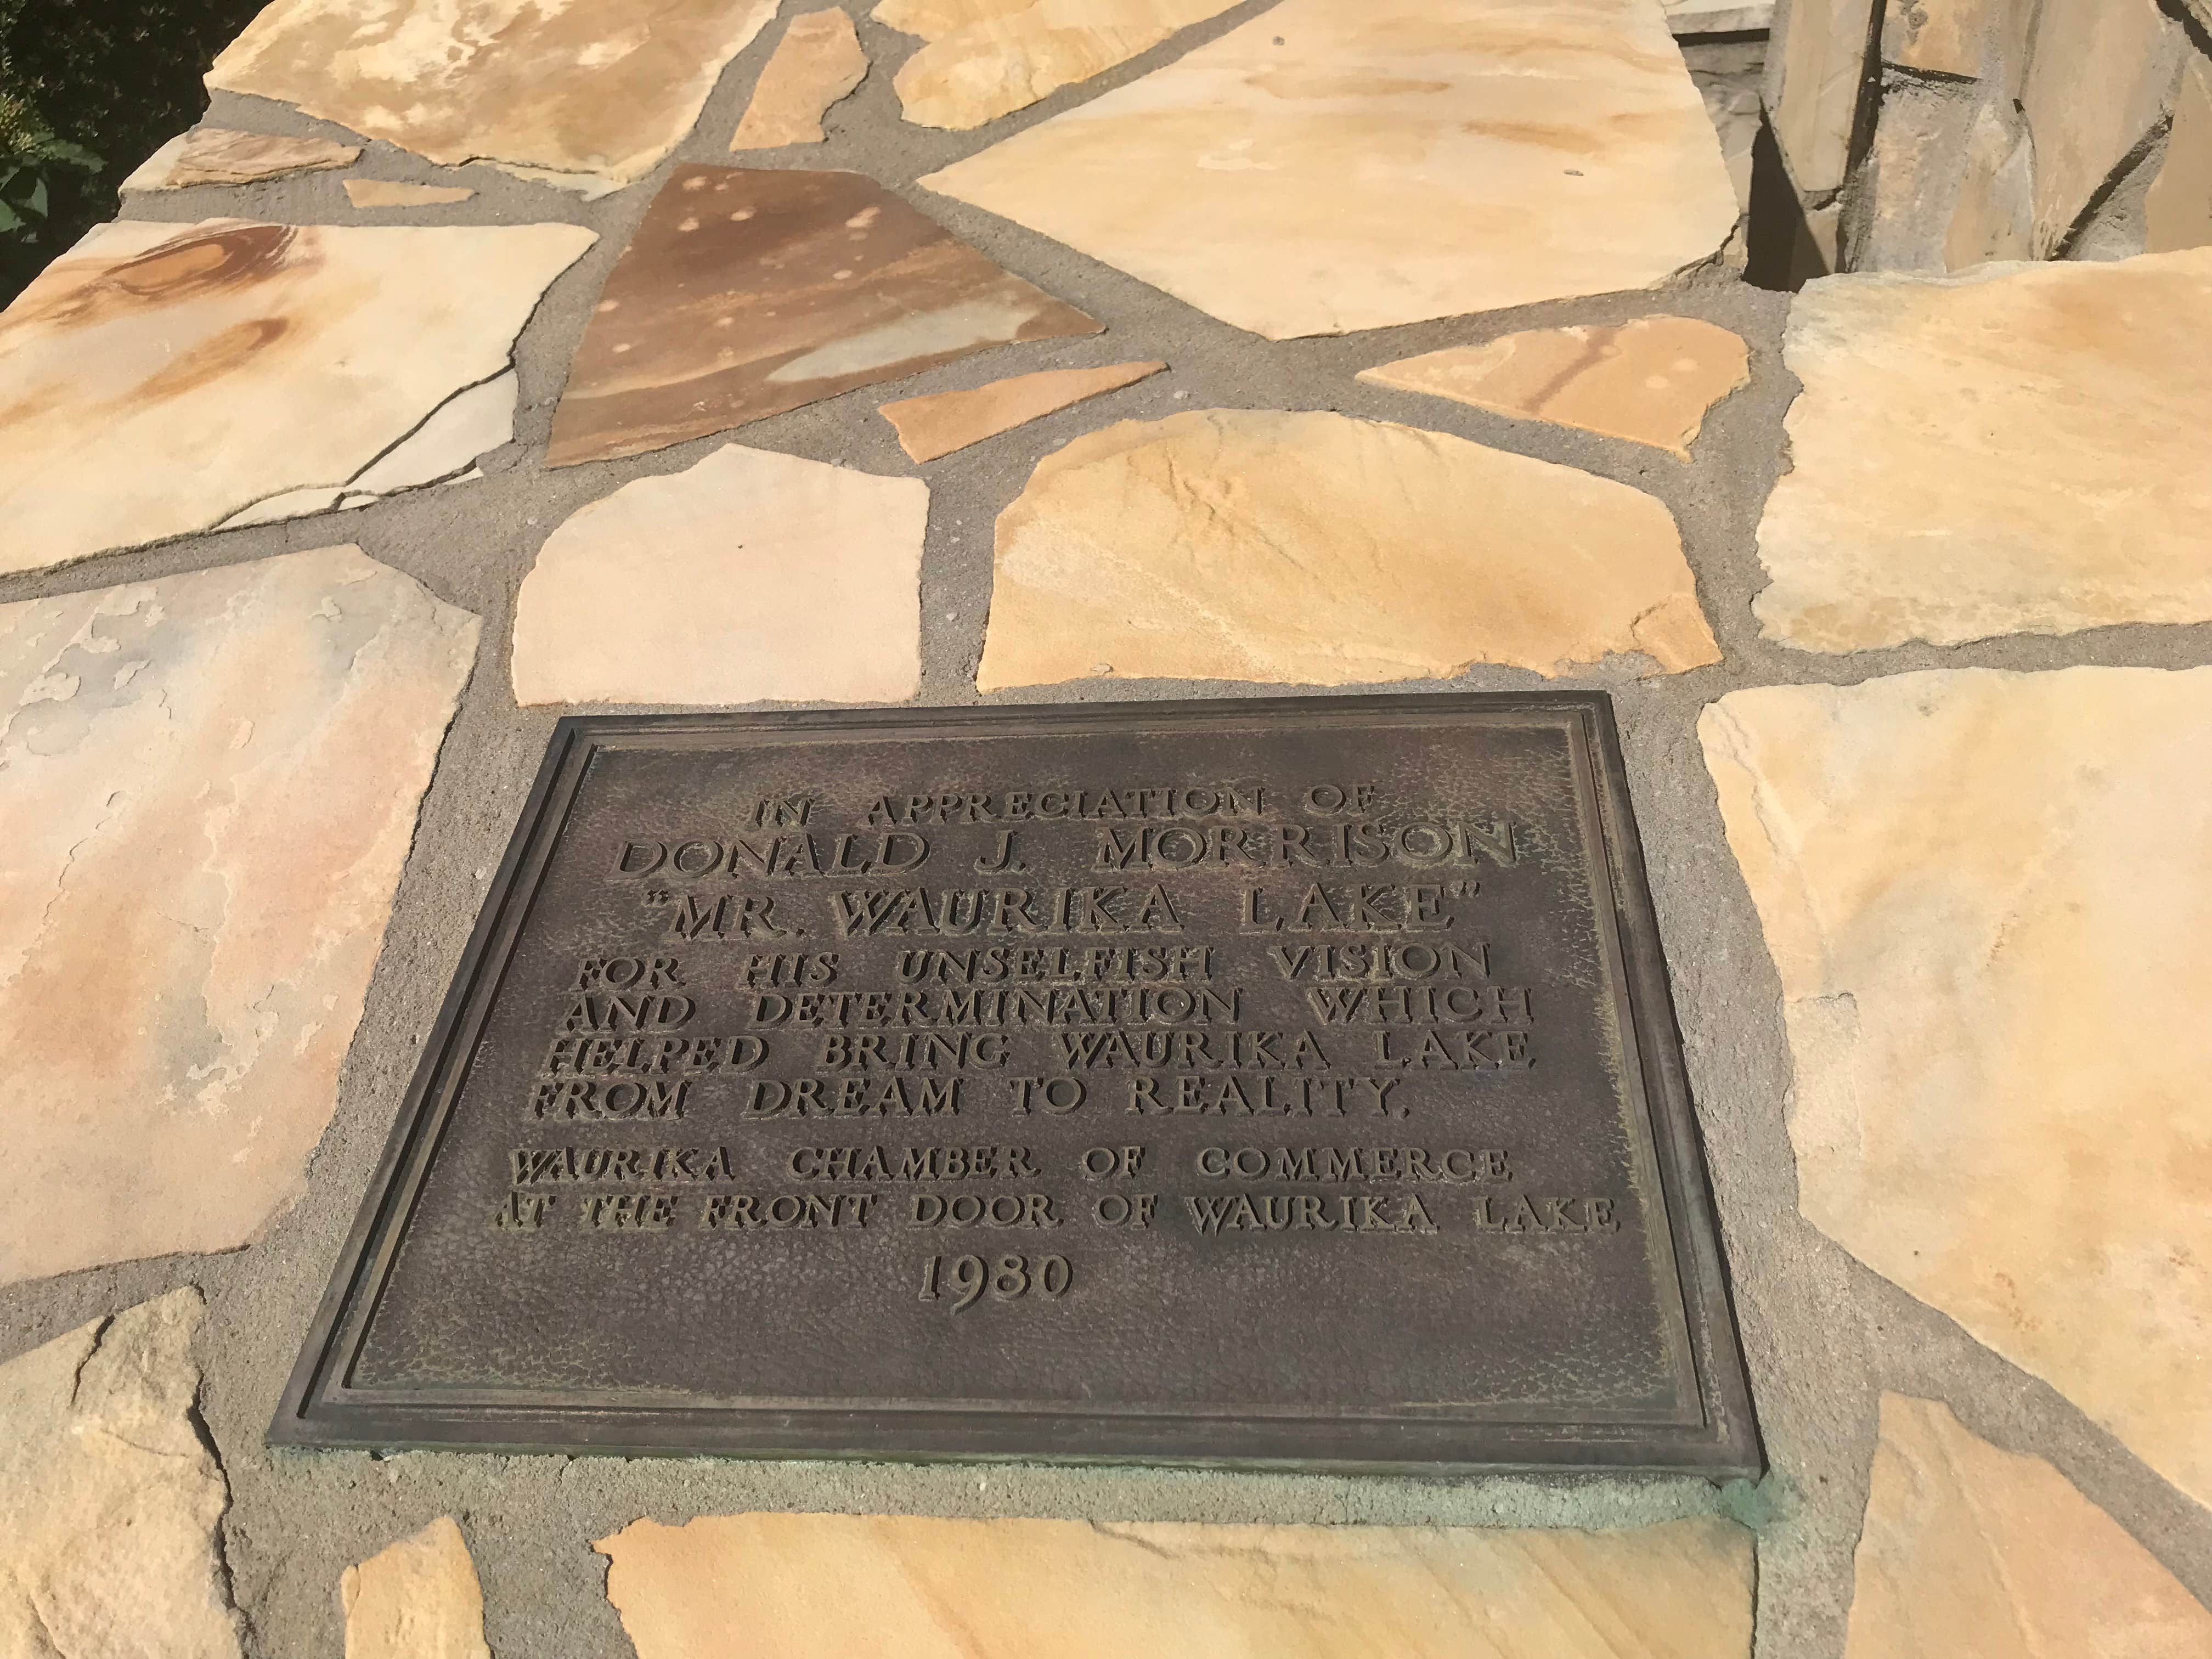 IN APPRECIATION OF
DONALD J. MORRISON
"MR. WAURIKA LAKE"
FOR HIS UNSELFISH VISION
AND DETERMINATION WHICH
HELPED BRING WAURIKA LAKE
FROM DREAM TO REALITY.
WAURIKA CHAMBER OF COMMERCE
AT THE FRONT DOOR OF WAURIKA LAKE
1980